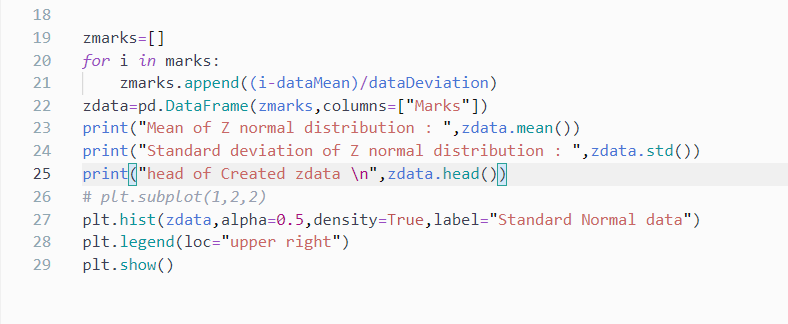 18
19 zmarks=[]
20 for i in marks:
21     zmarks.append((i-dataMean)/dataDeviation)
22 zdata=pd.DataFrame(zmarks,columns=["Marks"])
23 print("Mean of Z normal distribution : ",zdata.mean())
24 print("Standard deviation of Z normal distribution : ",zdata.std())
25 print("head of Created zdata \n",zdata.head())
26 # plt.subplot(1,2,2)
27 plt.hist(zdata,alpha=0.5,density=True,label="Standard Normal data")
28 plt.legend(loc="upper right")
29 plt.show()